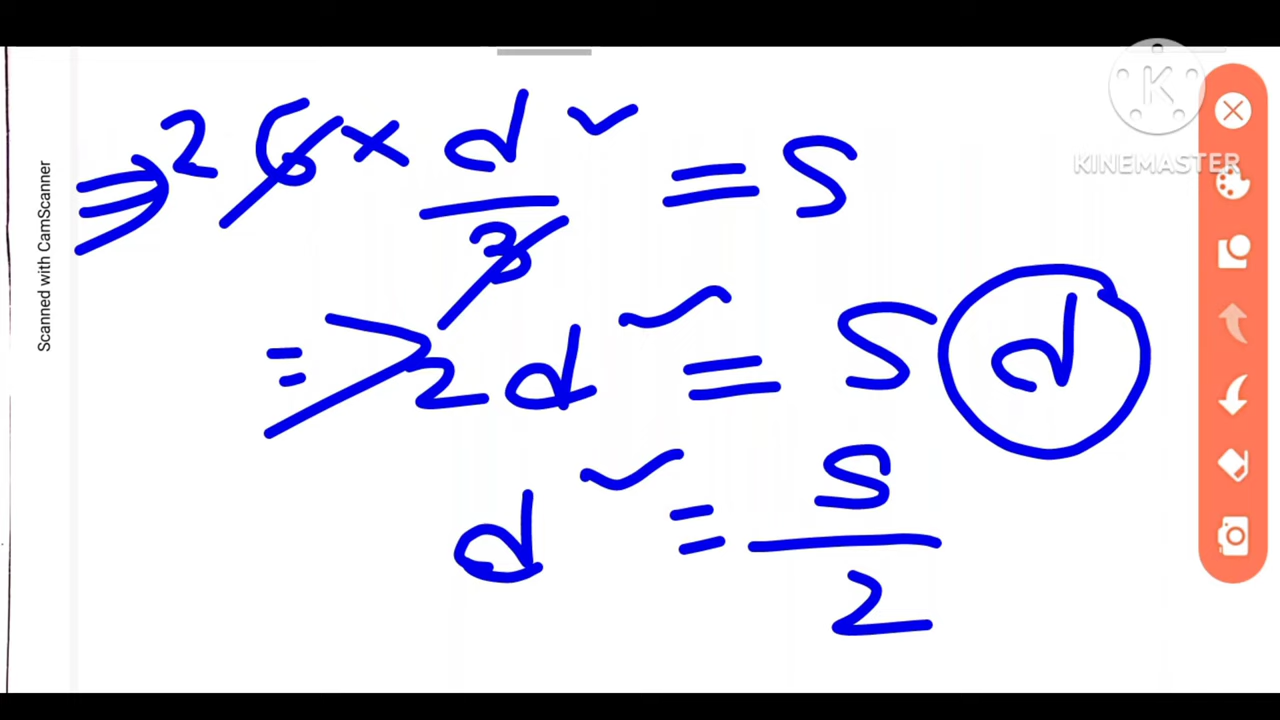 Scanned with CamScanner
K
KINEMASTER
⇒ 2 6 × d² / 3 = S
⇒ 2d² = S d
d² = S / 2